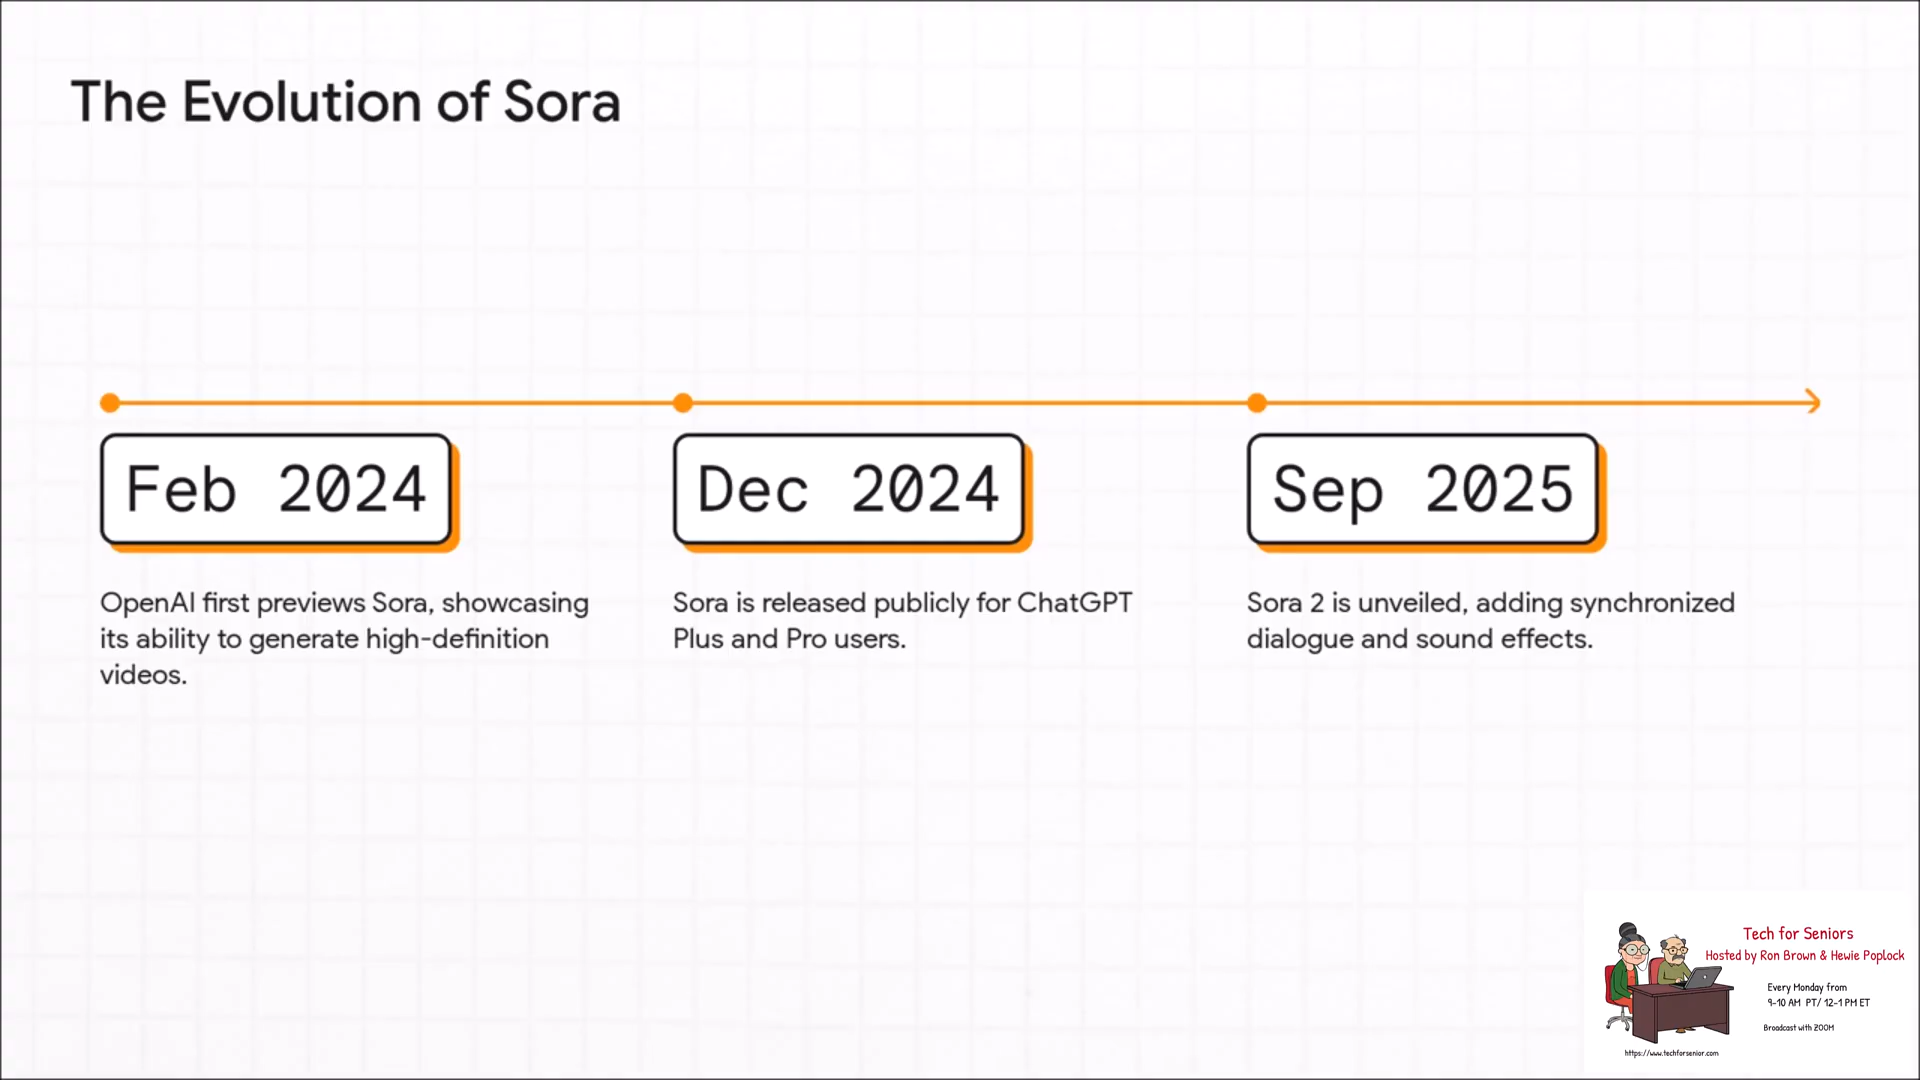 The Evolution of Sora
Feb 2024
Dec 2024
Sep 2025
OpenAI first previews Sora, showcasing
its ability to generate high-definition
videos.
Sora is released publicly for ChatGPT
Plus and Pro users.
Sora 2 is unveiled, adding synchronized
dialogue and sound effects.
Tech for Seniors
Hosted by Ron Brown & Hewie Poplock
Every Monday from
9-10 AM PT/ 12-1 PM ET
Broadcast with ZOOM
https://www.techforsenior.com